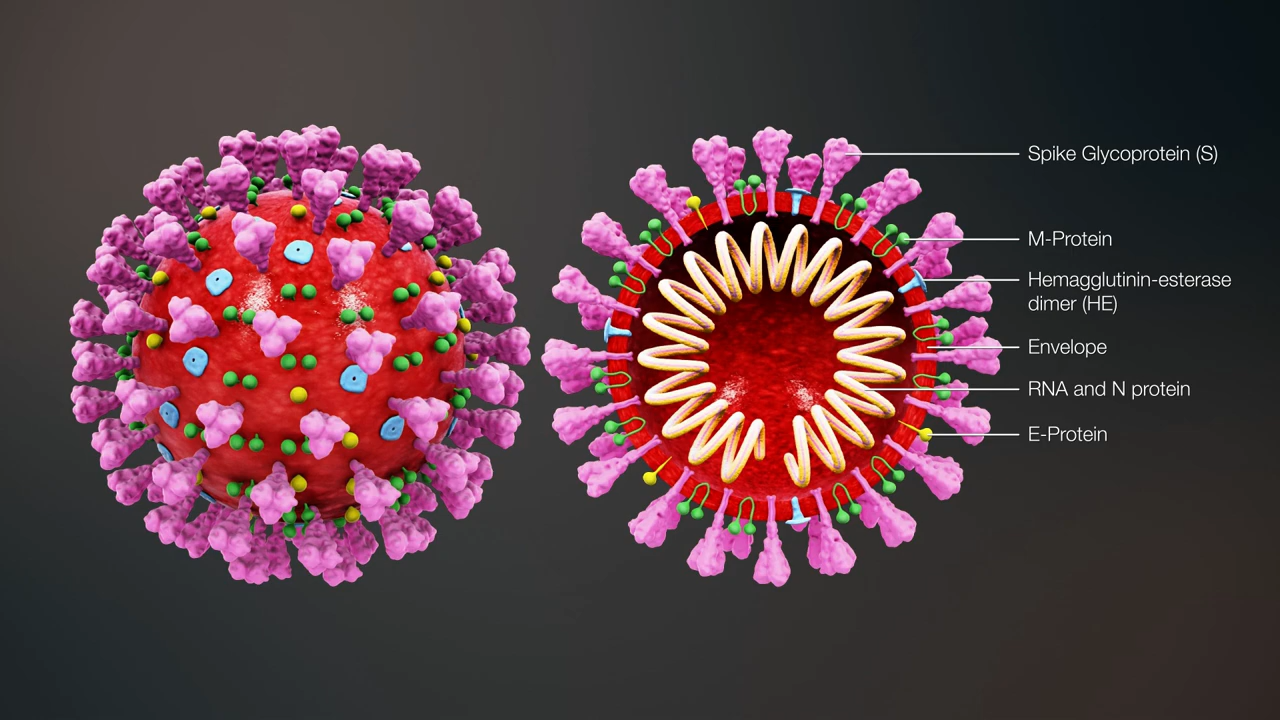 Spike Glycoprotein (S)
M-Protein
Hemagglutinin-esterase
dimer (HE)
Envelope
RNA and N protein
E-Protein